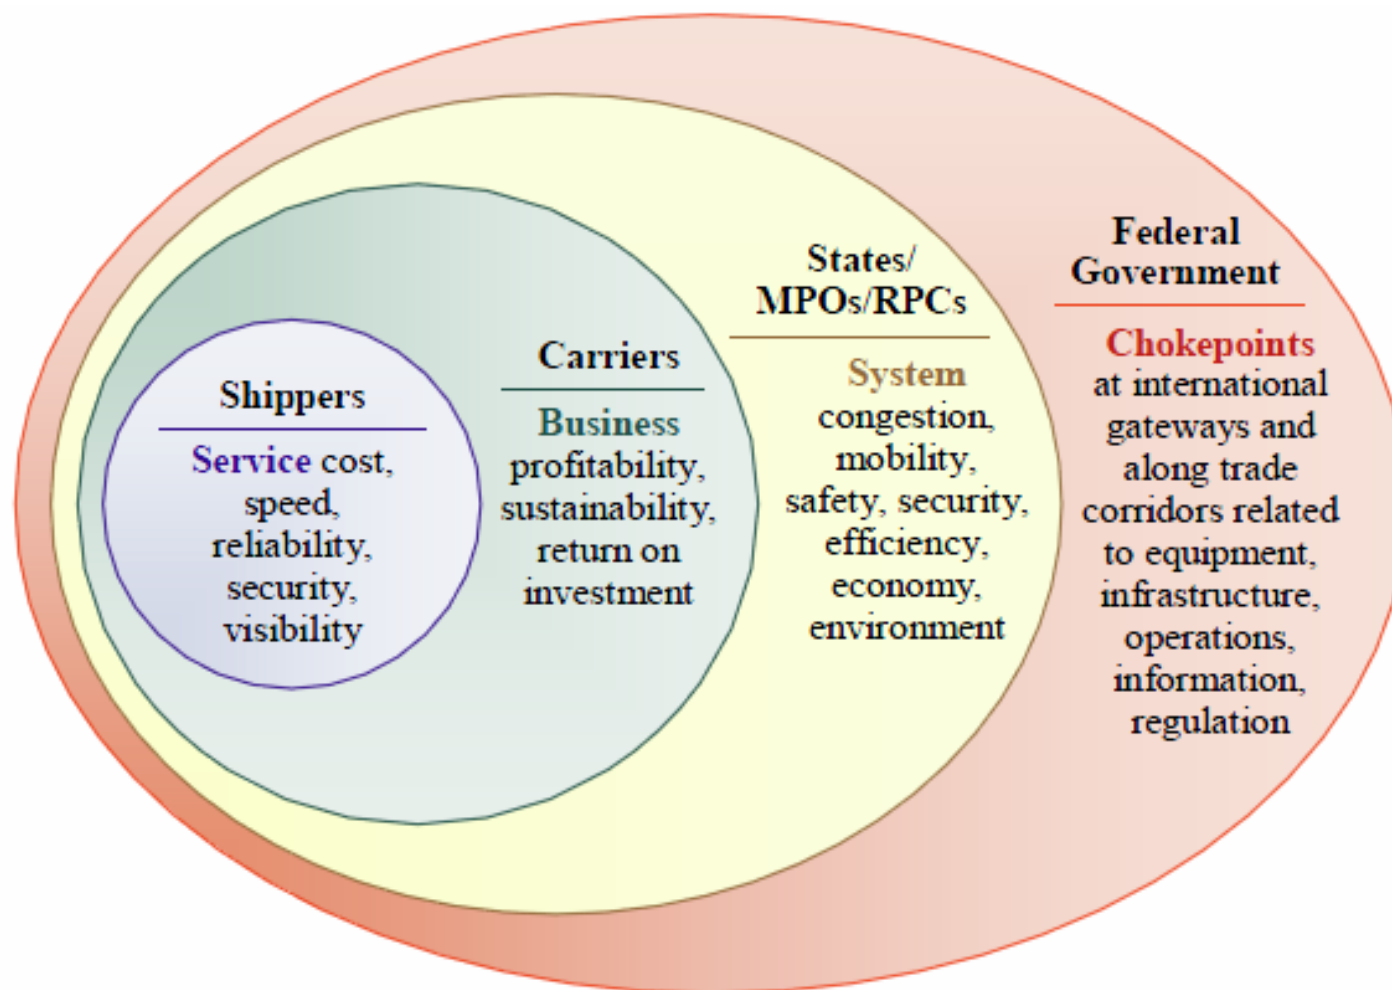 Shippers
Service cost,
speed,
reliability,
security,
visibility
Carriers
Business
profitability,
sustainability,
return on
investment
States/
MPOs/RPCs
System
congestion,
mobility,
safety, security,
efficiency,
economy,
environment
Federal
Government
Chokepoints
at international
gateways and
along trade
corridors related
to equipment,
infrastructure,
operations,
information,
regulation